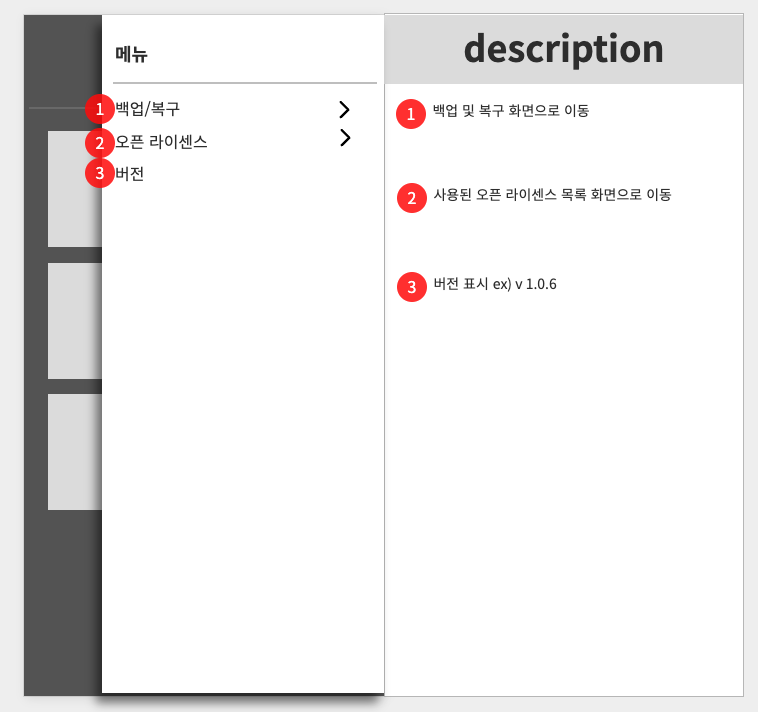 메뉴
1 백업/복구
2 오픈 라이센스
3 버전
description
1 백업 및 복구 화면으로 이동
2 사용된 오픈 라이센스 목록 화면으로 이동
3 버전 표시 ex) v 1.0.6